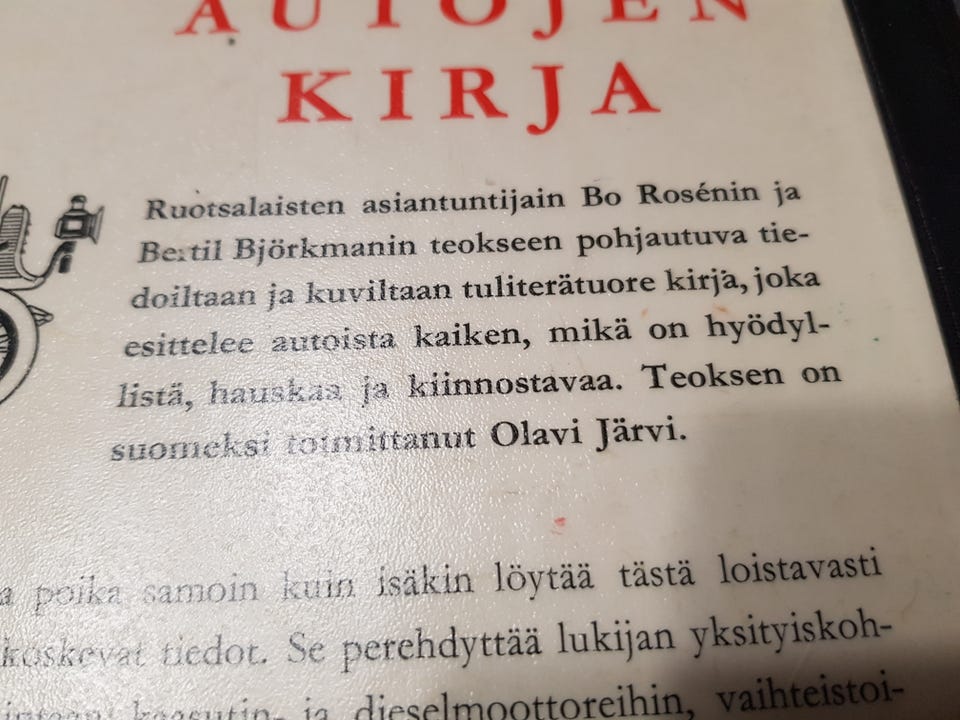 AUTOJEN
KIRJA
Ruotsalaisten asiantuntijain Bo Rosénin ja
Bertil Björkmanin teokseen pohjautuva tie-
doiltaan ja kuviltaan tuliterätuore kirja, joka
esittelee autoista kaiken, mikä on hyödyl-
listä, hauskaa ja kiinnostavaa. Teoksen on
suomeksi toimittanut Olavi Järvi.
poika samoin kuin isäkin löytää tästä loistavasti
koskevat tiedot. Se perehdyttää lukijan yksityiskoh-
kaasutin- ja dieselmoottoreihin, vaihteistoi-